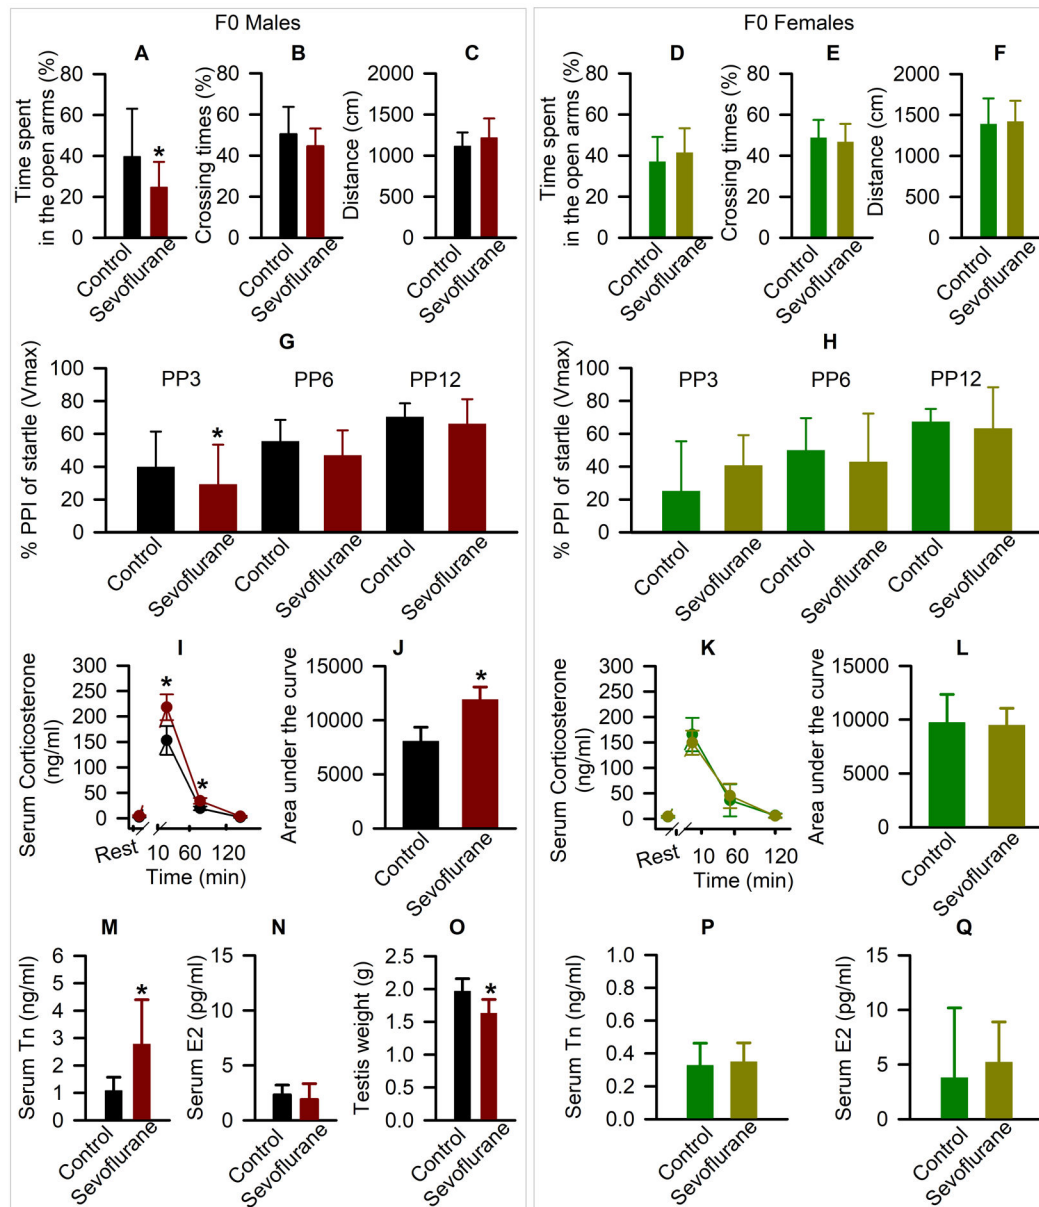 F0 Males
A
B
C
Time spent
in the open arms (%)
80
60
40
20
0
*
Control
Sevoflurane
Crossing times (%)
80
60
40
20
0
Control
Sevoflurane
Distance (cm)
2000
1500
1000
500
0
Control
Sevoflurane
F0 Females
D
E
F
Time spent
in the open arms (%)
80
60
40
20
0
Control
Sevoflurane
Crossing times (%)
80
60
40
20
0
Control
Sevoflurane
Distance (cm)
2000
1500
1000
500
0
Control
Sevoflurane
G
% PPI of startle (Vmax)
100
80
60
40
20
0
PP3
PP6
PP12
*
Control
Sevoflurane
Control
Sevoflurane
Control
Sevoflurane
H
% PPI of startle (Vmax)
100
80
60
40
20
0
PP3
PP6
PP12
Control
Sevoflurane
Control
Sevoflurane
Control
Sevoflurane
I
Serum Corticosterone
(ng/ml)
300
250
200
150
100
50
0
*
*
Rest
10
60
120
Time (min)
J
Area under the curve
15000
10000
5000
0
*
Control
Sevoflurane
K
Serum Corticosterone
(ng/ml)
300
250
200
150
100
50
0
Rest
10
60
120
Time (min)
L
Area under the curve
15000
10000
5000
0
Control
Sevoflurane
M
Serum Tn (ng/ml)
6
5
4
3
2
1
0
*
Control
Sevoflurane
N
Serum E2 (pg/ml)
15
10
5
0
Control
Sevoflurane
O
Testis weight (g)
2.5
2.0
1.5
1.0
0.5
0.0
*
Control
Sevoflurane
P
Serum Tn (ng/ml)
1.0
0.8
0.6
0.4
0.2
0.0
Control
Sevoflurane
Q
Serum E2 (pg/ml)
15
10
5
0
Control
Sevoflurane